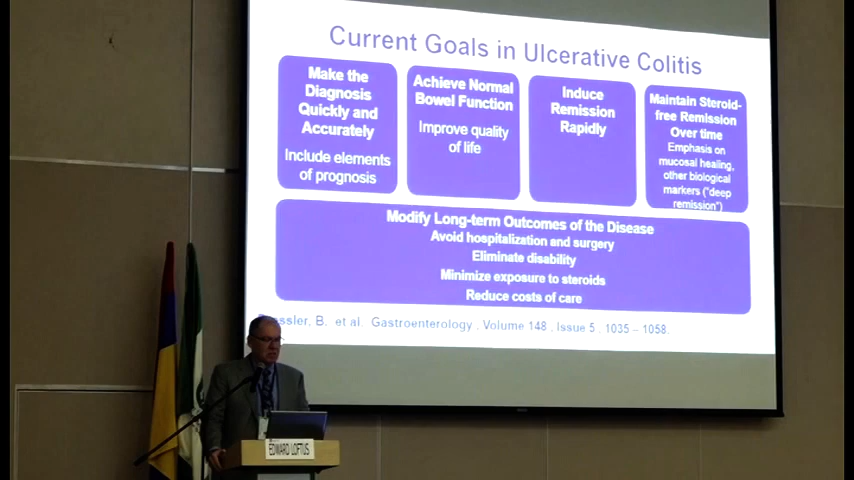 Current Goals in Ulcerative Colitis
Make the
Diagnosis
Quickly and
Accurately
Include elements
of prognosis
Achieve Normal
Bowel Function
Improve quality
of life
Induce
Remission
Rapidly
Maintain Steroid-
free Remission
Over time
Emphasis on
mucosal healing,
other biological
markers ("deep
remission")
Modify Long-term Outcomes of the Disease
Avoid hospitalization and surgery
Eliminate disability
Minimize exposure to steroids
Reduce costs of care
B. et al. Gastroenterology , Volume 148 , Issue 5 , 1035 – 1058.
EDWARD LOFTUS